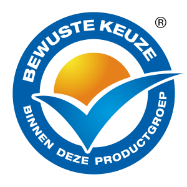 BEWUSTE KEUZE
®
BINNEN DEZE PRODUCTGROEP